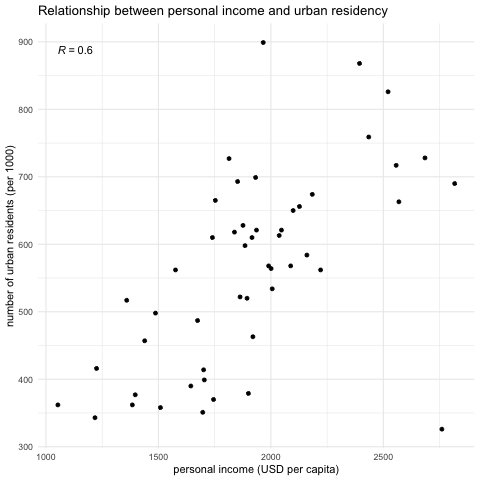 Relationship between personal income and urban residency
R = 0.6
900
800
700
600
500
400
300
number of urban residents (per 1000)
1000 1500 2000 2500
personal income (USD per capita)